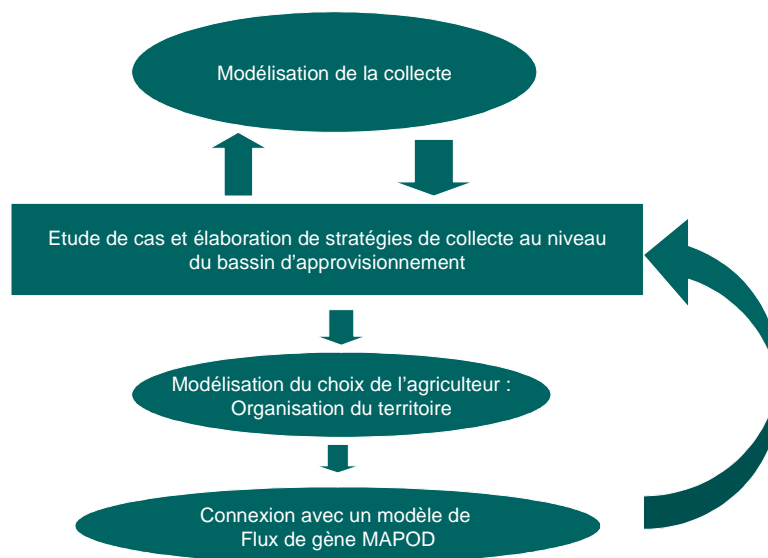 Modélisation de la collecte
Etude de cas et élaboration de stratégies de collecte au niveau
du bassin d’approvisionnement
Modélisation du choix de l’agriculteur :
Organisation du territoire
Connexion avec un modèle de
Flux de gène MAPOD